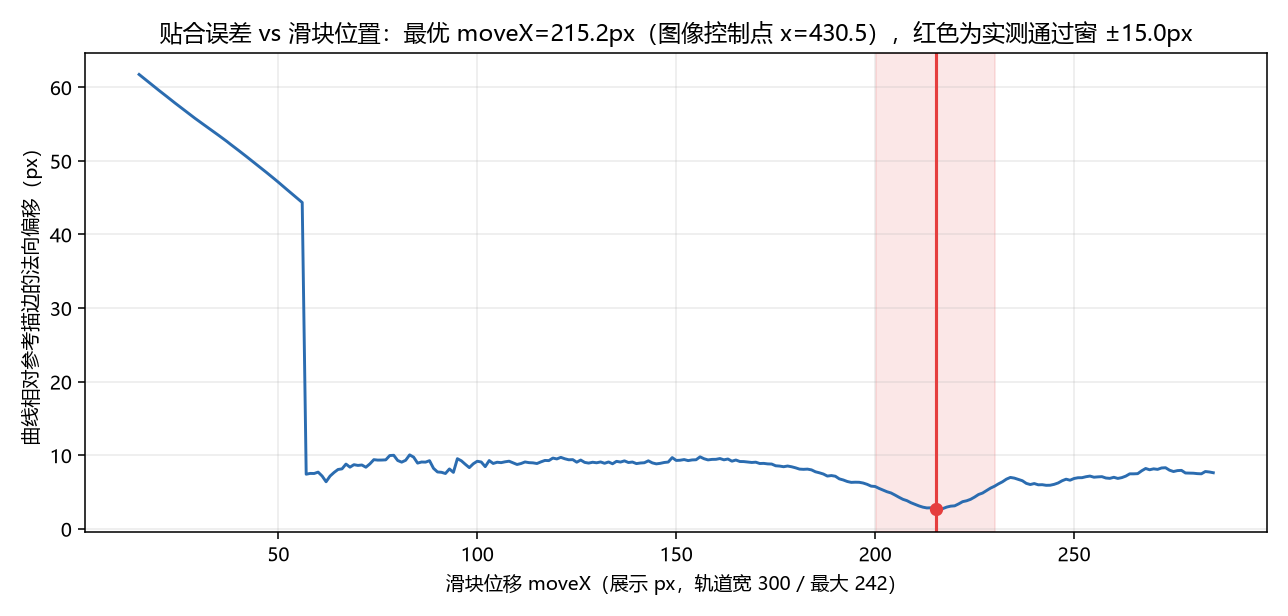 贴合误差 vs 滑块位置：最优 moveX=215.2px（图像控制点 x=430.5），红色为实测通过窗 ±15.0px
曲线相对参考描边的法向偏移（px）
60
50
40
30
20
10
0
50 100 150 200 250
滑块位移 moveX（展示 px，轨道宽 300 / 最大 242）